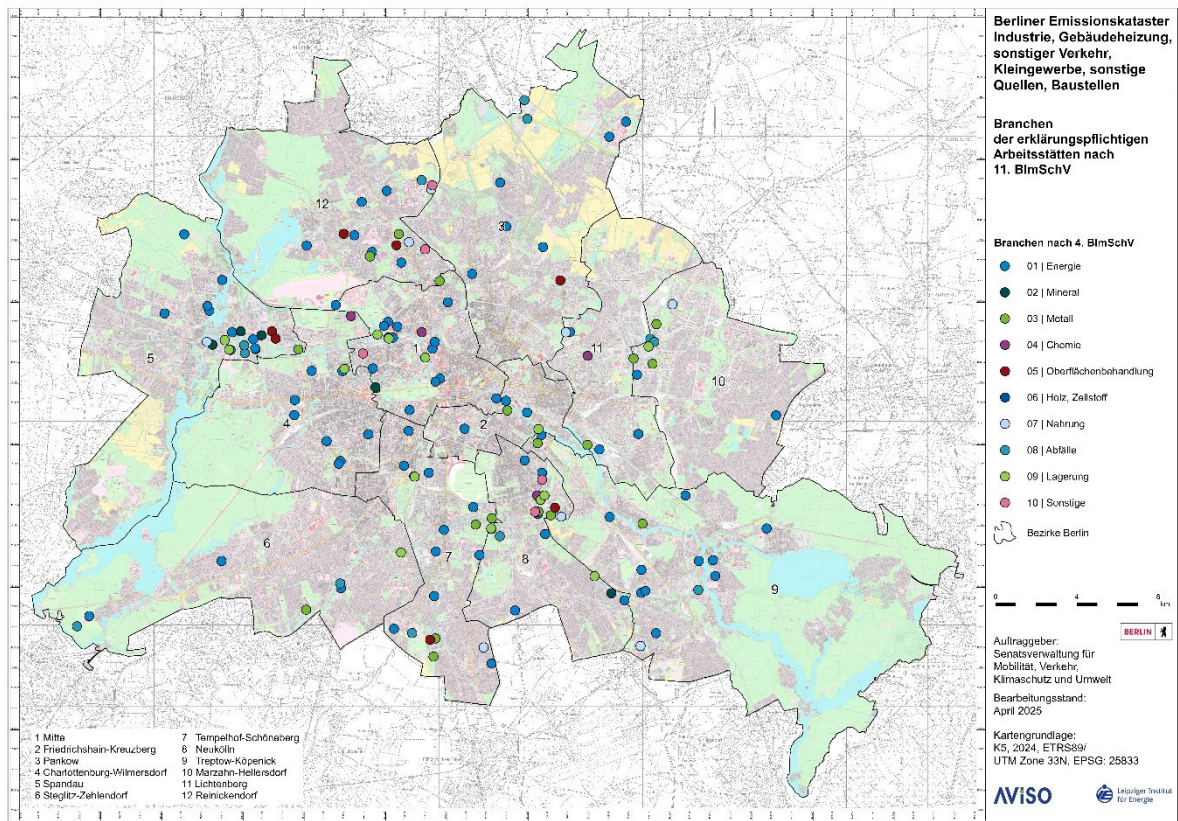 Berliner Emissionskataster
Industrie, Gebäudeheizung,
sonstiger Verkehr,
Kleingewerbe, sonstige
Quellen, Baustellen
Branchen
der erklärungspflichtigen
Arbeitsstätten nach
11. BImSchV
Branchen nach 4. BImSchV
01 | Energie
02 | Mineral
03 | Metall
04 | Chemie
05 | Oberflächenbehandlung
06 | Holz, Zellstoff
07 | Nahrung
08 | Abfälle
09 | Lagerung
10 | Sonstige
Bezirke Berlin
0 4 8
km
BERLIN
Auftraggeber:
Senatsverwaltung für
Mobilität, Verkehr,
Klimaschutz und Umwelt
Bearbeitungsstand:
April 2025
Kartengrundlage:
K5, 2024, ETRS89/
UTM Zone 33N, EPSG: 25833
AVISO
Leipziger Institut
für Energie
12
3
5
1
11
10
4
2
6
7
8
9
1 Mitte
2 Friedrichshain-Kreuzberg
3 Pankow
4 Charlottenburg-Wilmersdorf
5 Spandau
6 Steglitz-Zehlendorf
7 Tempelhof-Schöneberg
8 Neukölln
9 Treptow-Köpenick
10 Marzahn-Hellersdorf
11 Lichtenberg
12 Reinickendorf